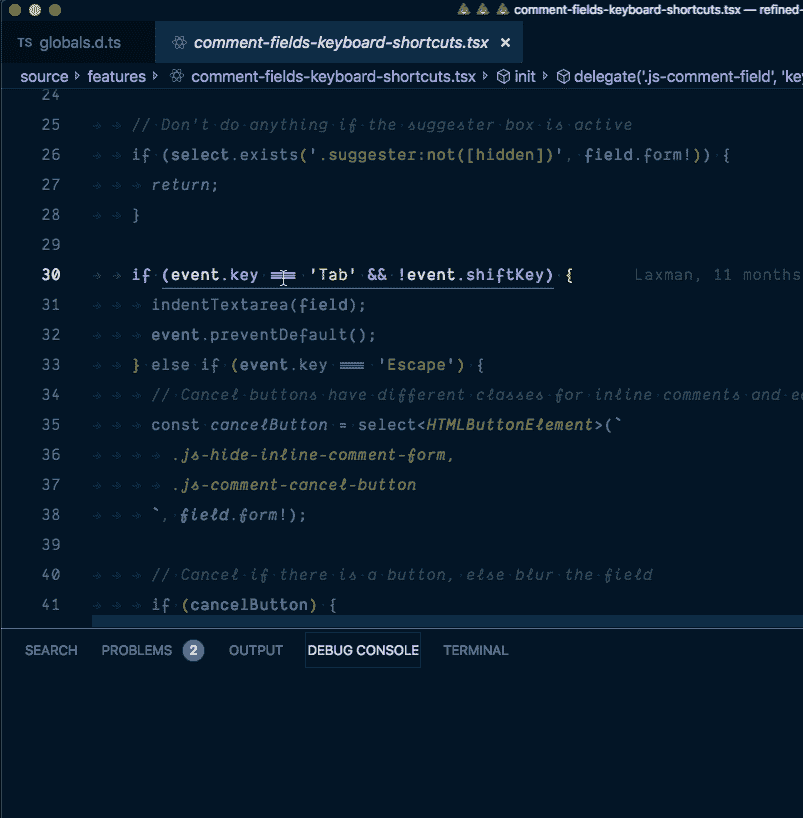 comment-fields-keyboard-shortcuts.tsx — refined-
TS globals.d.ts
comment-fields-keyboard-shortcuts.tsx ×
source features comment-fields-keyboard-shortcuts.tsx init delegate('.js-comment-field', 'key
24
25 // Don't do anything if the suggester box is active
26 if (select.exists('.suggester:not([hidden])', field.form!)) {
27 return;
28 }
29
30 if (event.key === 'Tab' && !event.shiftKey) { Laxman, 11 months
31 indentTextarea(field);
32 event.preventDefault();
33 } else if (event.key === 'Escape') {
34 // Cancel buttons have different classes for inline comments and
35 const cancelButton = select<HTMLButtonElement>(`
36 .js-hide-inline-comment-form,
37 .js-comment-cancel-button
38 `, field.form!);
39
40 // Cancel if there is a button, else blur the field
41 if (cancelButton) {
SEARCH PROBLEMS 2 OUTPUT DEBUG CONSOLE TERMINAL